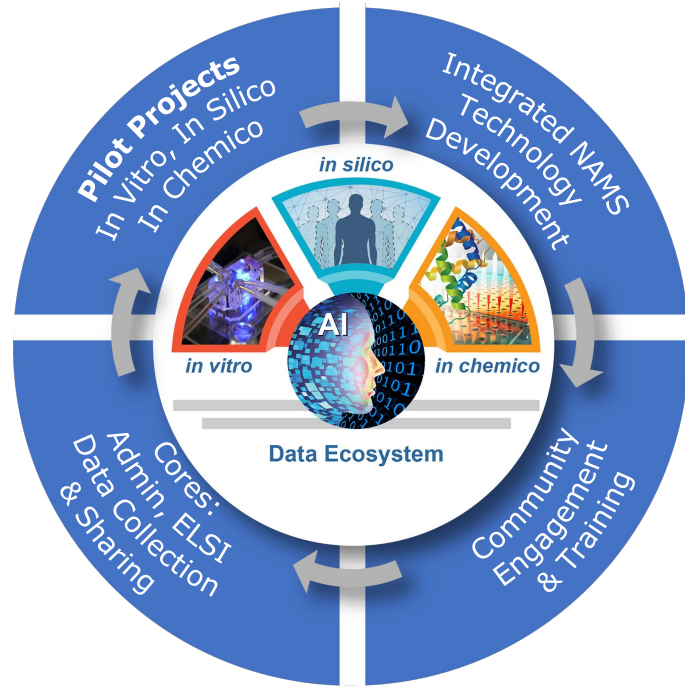 Pilot Projects
In Vitro, In Silico
In Chemico
Integrated NAMS
Technology
Development
in silico
AI
in vitro
in chemico
Data Ecosystem
Cores:
Admin, ELSI
Data Collection
& Sharing
Community
Engagement
& Training